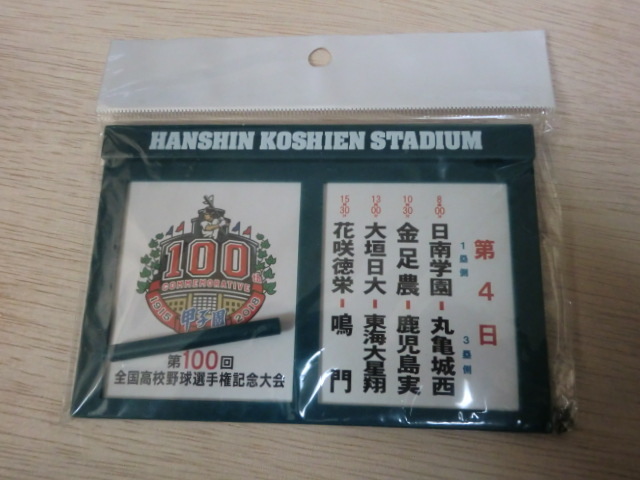 HANSHIN KOSHIEN STADIUM
100
COMMEMORATIVE
1915
2018
甲子園
第100回
全国高校野球選手権記念大会
第4日
1塁側
3塁側
8:00
日南学園-丸亀城西
10:30
金足農-鹿児島実
13:00
大垣日大-東海大星翔
15:30
花咲徳栄-鳴門